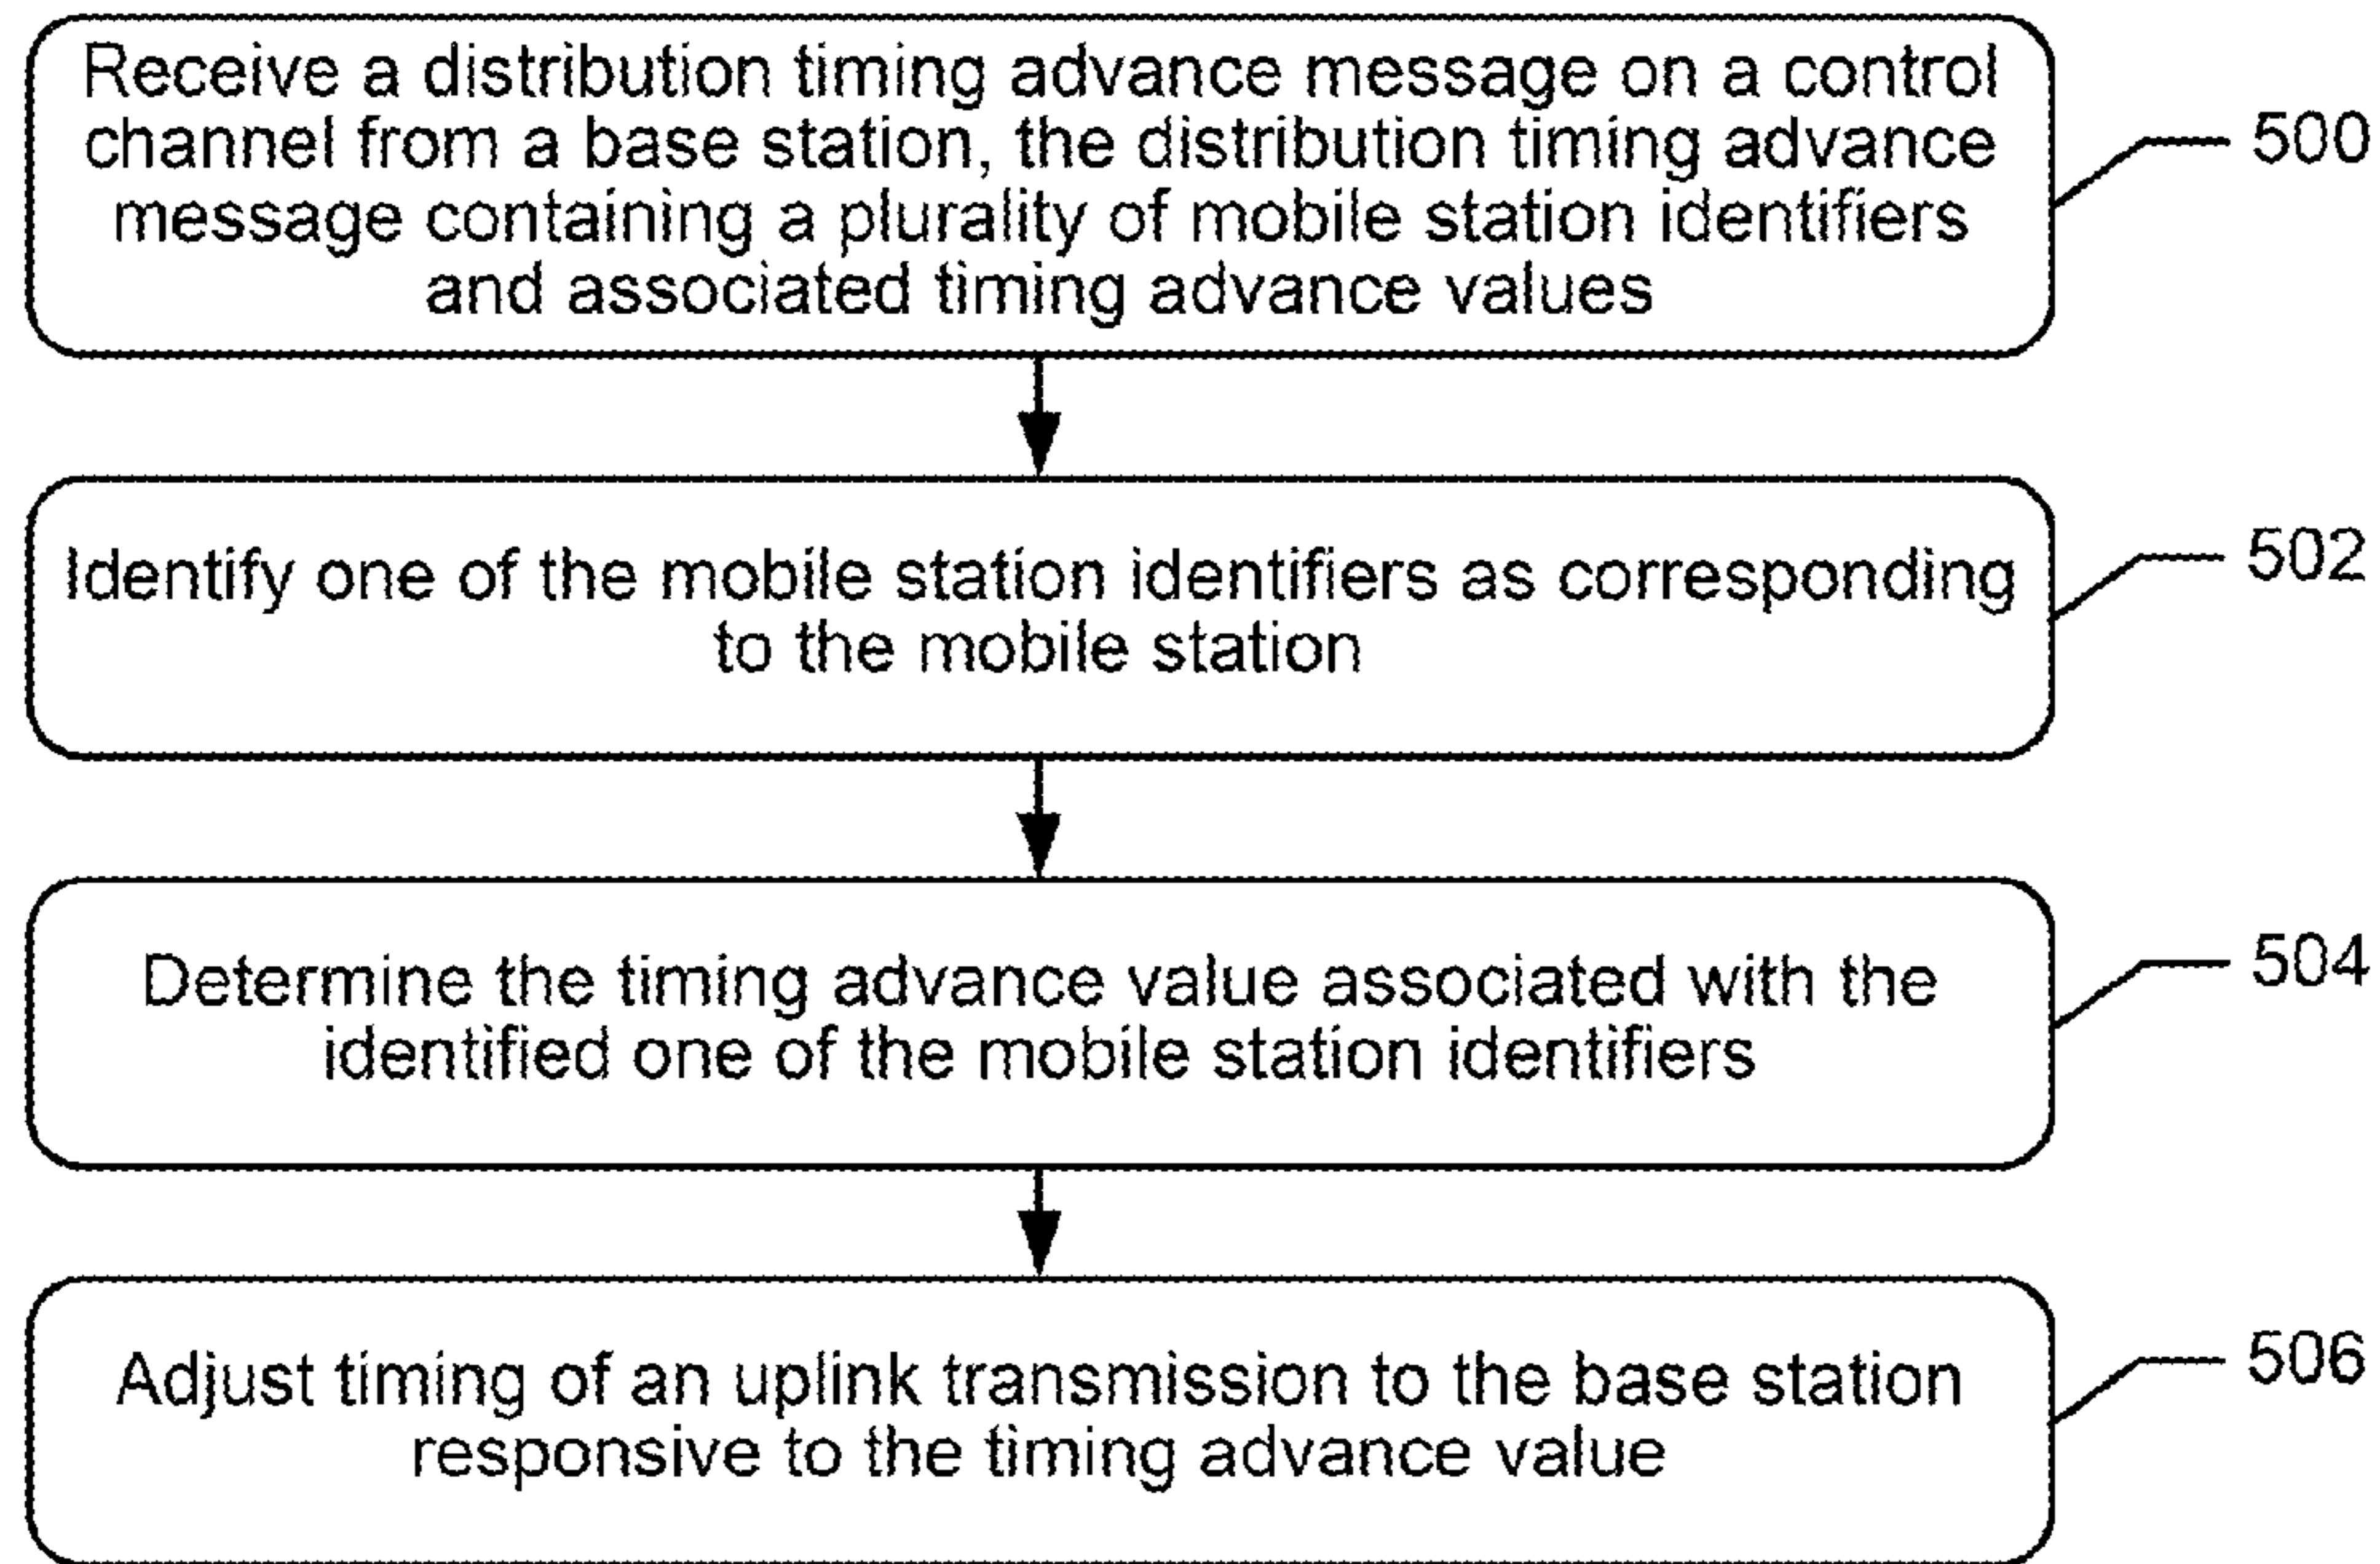 Receive a distribution timing advance message on a control
channel from a base station, the distribution timing advance
message containing a plurality of mobile station identifiers
and associated timing advance values
500
Identify one of the mobile station identifiers as corresponding
to the mobile station
502
Determine the timing advance value associated with the
identified one of the mobile station identifiers
504
Adjust timing of an uplink transmission to the base station
responsive to the timing advance value
506